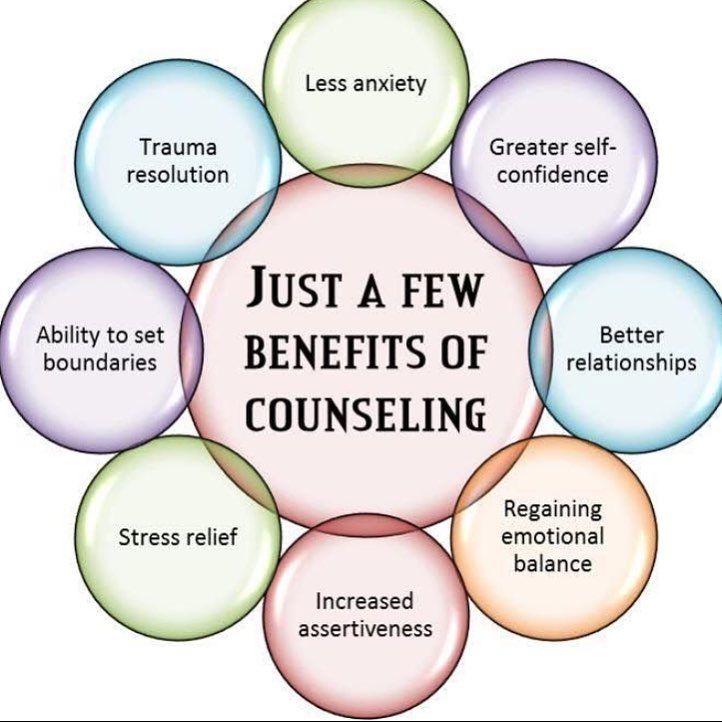 Less anxiety
Greater self-
confidence
Better
relationships
Regaining
emotional
balance
Increased
assertiveness
Stress relief
Ability to set
boundaries
Trauma
resolution
JUST A FEW
BENEFITS OF
COUNSELING